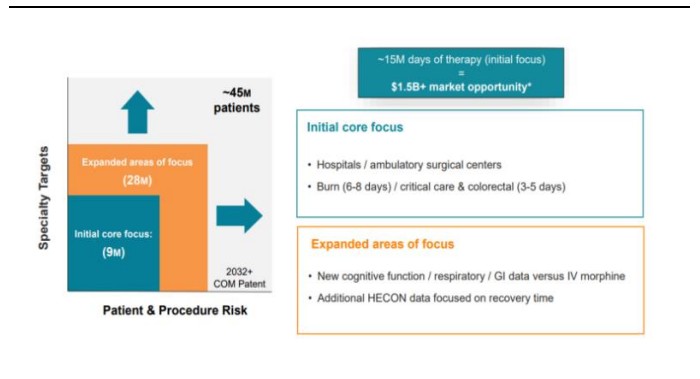 ~15M days of therapy (initial focus)
=
$1.5B+ market opportunity*
~45M
patients
Specialty Targets
Expanded areas of focus
(28M)
Initial core focus:
(9M)
2032+
COM Patent
Patient & Procedure Risk
Initial core focus
• Hospitals / ambulatory surgical centers
• Burn (6-8 days) / critical care & colorectal (3-5 days)
Expanded areas of focus
• New cognitive function / respiratory / GI data versus IV morphine
• Additional HECON data focused on recovery time